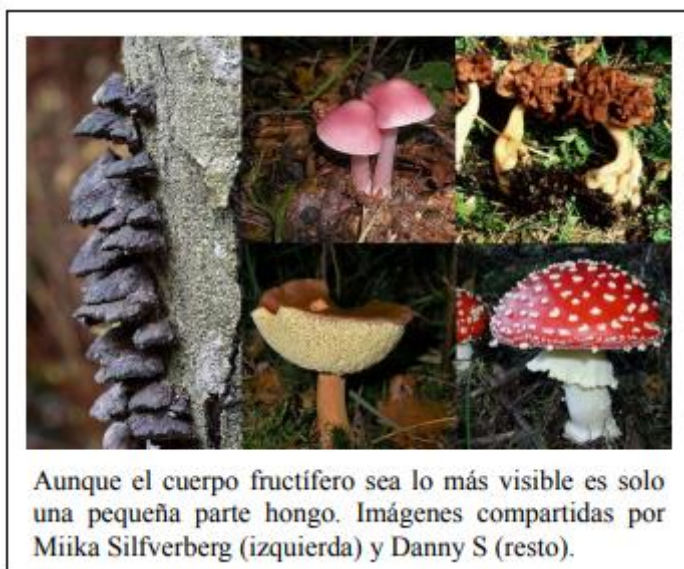 Aunque el cuerpo fructífero sea lo más visible es solo
una pequeña parte hongo. Imágenes compartidas por
Miika Silfverberg (izquierda) y Danny S (resto).